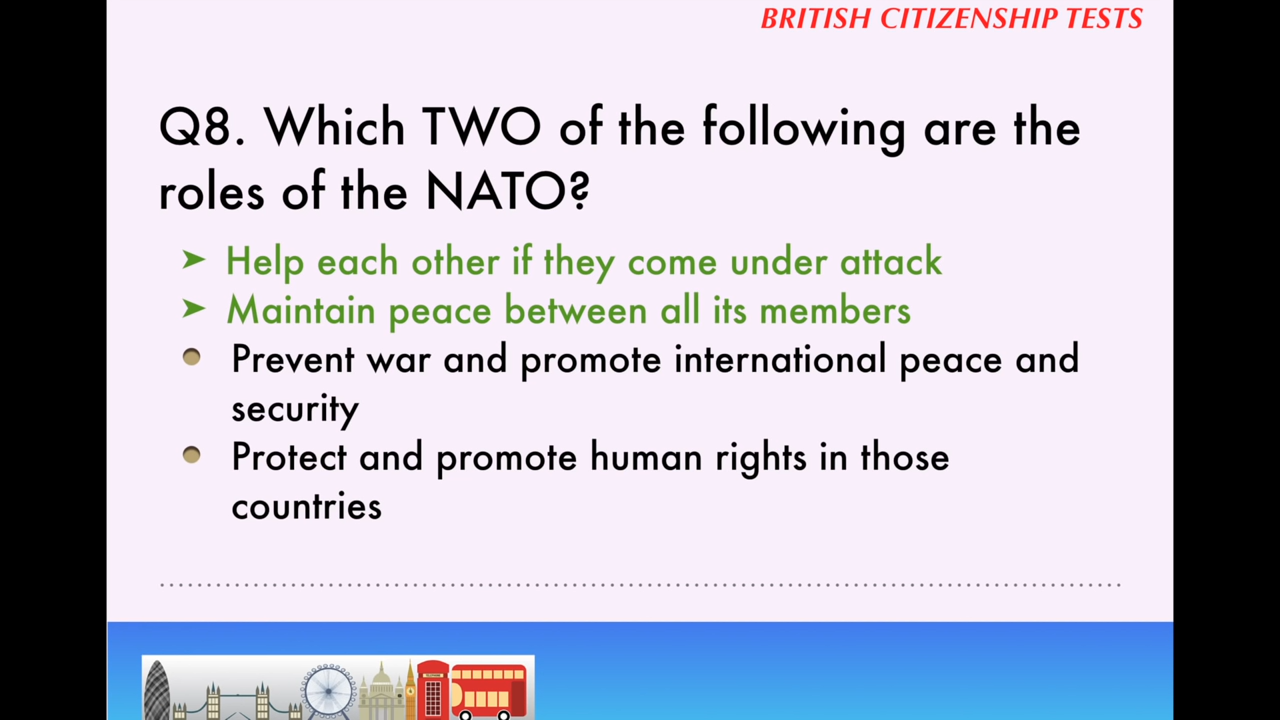 BRITISH CITIZENSHIP TESTS
Q8. Which TWO of the following are the
roles of the NATO?
➤ Help each other if they come under attack
➤ Maintain peace between all its members
• Prevent war and promote international peace and
security
• Protect and promote human rights in those
countries